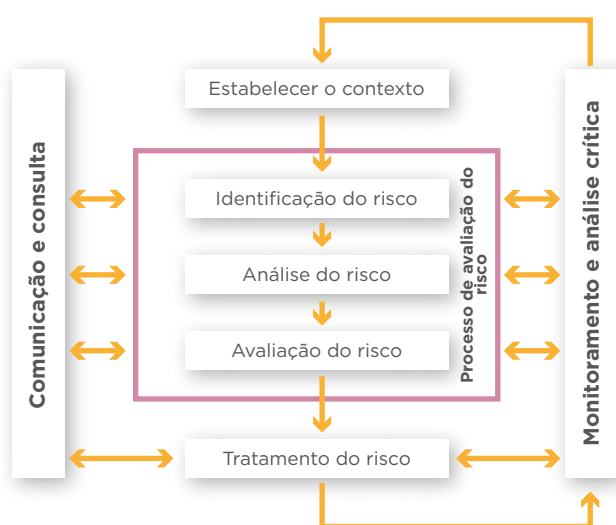 Estabelecer o contexto
Comunicação e consulta
Identificação do risco
Análise do risco
Avaliação do risco
Processo de avaliação do
risco
Monitoramento e análise crítica
Tratamento do risco